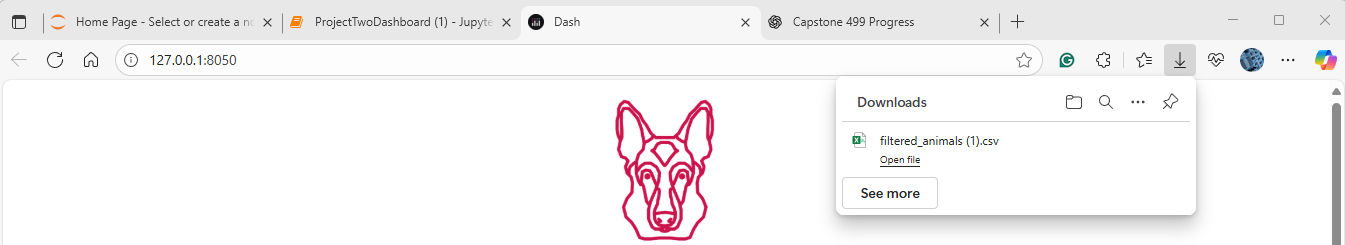 Home Page - Select or create a no
ProjectTwoDashboard (1) - Jupyte
Dash
Capstone 499 Progress
127.0.0.1:8050
Downloads
filtered_animals (1).csv
Open file
See more